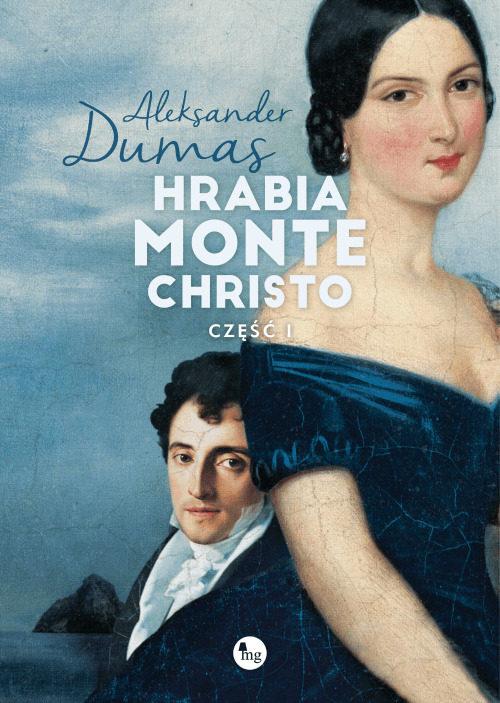 Aleksander
Dumas
HRABIA
MONTE
CHRISTO
CZĘŚĆ I
mg